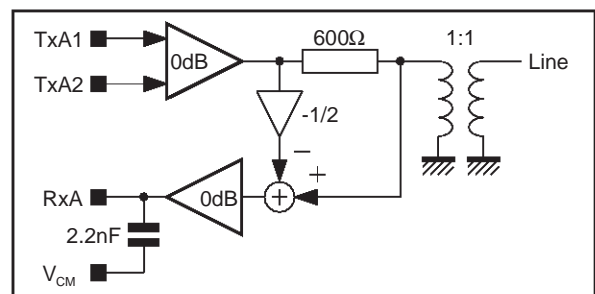 TxA1
TxA2
0dB
600Ω
1:1
Line
-1/2
−
+
+
RxA
0dB
2.2nF
VCM